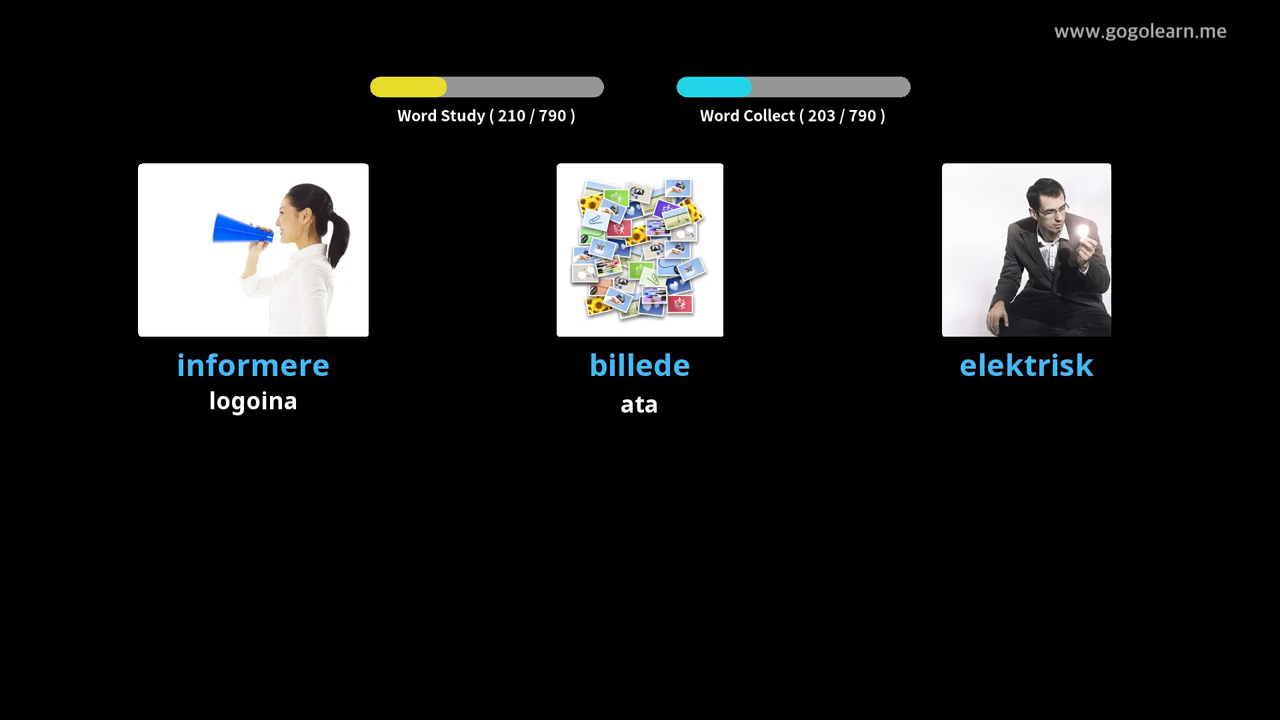 www.gogolearn.me
Word Study ( 210 / 790 )
Word Collect ( 203 / 790 )
informere
logoina
billede
ata
elektrisk